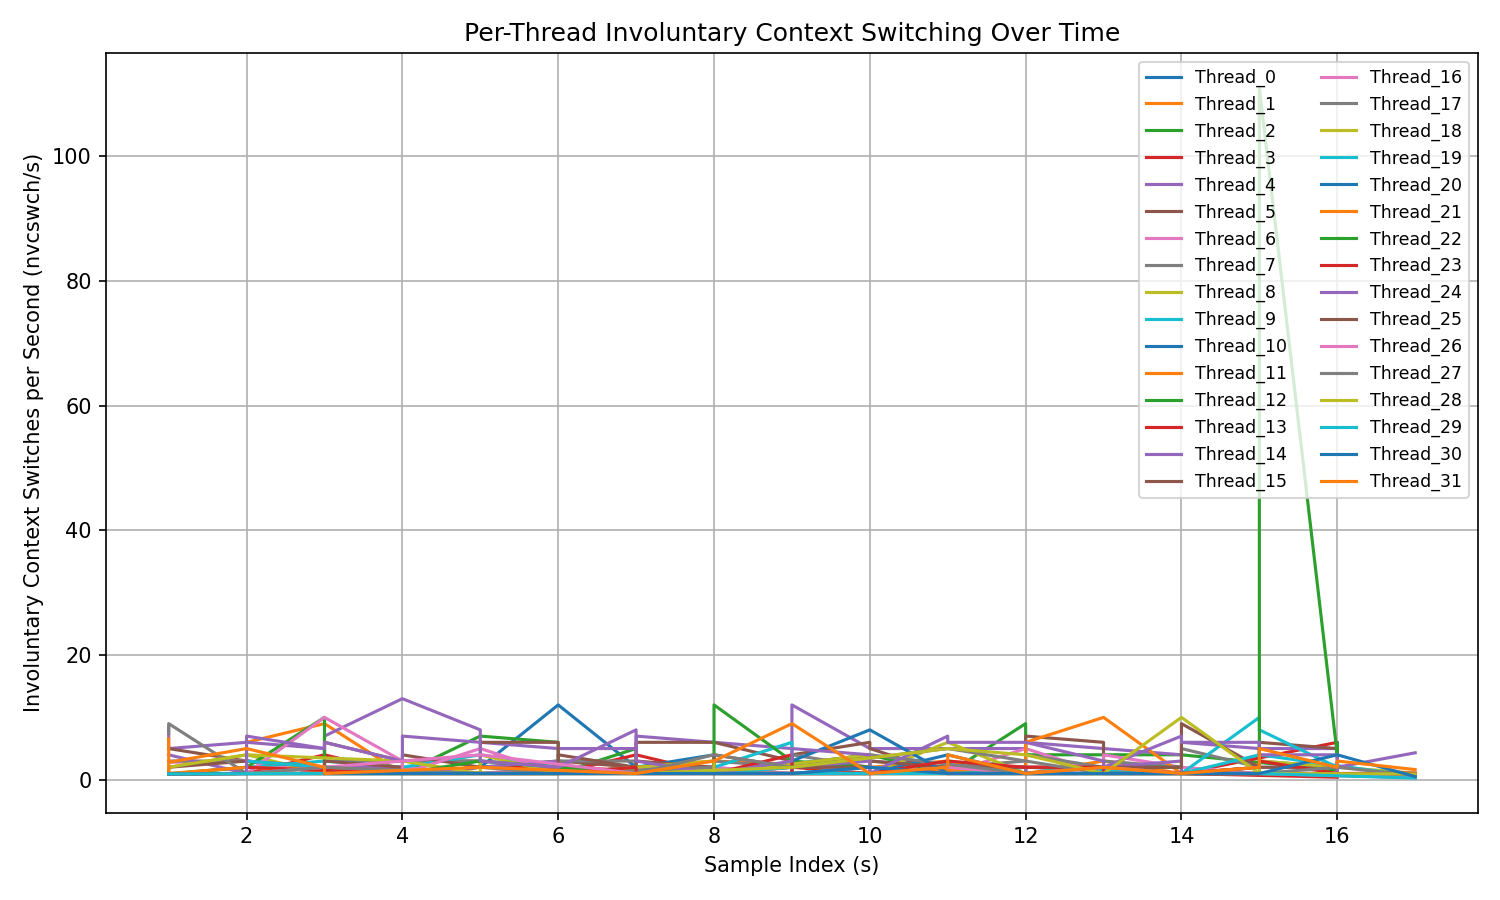 Per-Thread Involuntary Context Switching Over Time
Involuntary Context Switches per Second (nvcswch/s)
100
80
60
40
20
0
2
4
6
8
10
12
14
16
Sample Index (s)
Thread_0
Thread_1
Thread_2
Thread_3
Thread_4
Thread_5
Thread_6
Thread_7
Thread_8
Thread_9
Thread_10
Thread_11
Thread_12
Thread_13
Thread_14
Thread_15
Thread_16
Thread_17
Thread_18
Thread_19
Thread_20
Thread_21
Thread_22
Thread_23
Thread_24
Thread_25
Thread_26
Thread_27
Thread_28
Thread_29
Thread_30
Thread_31